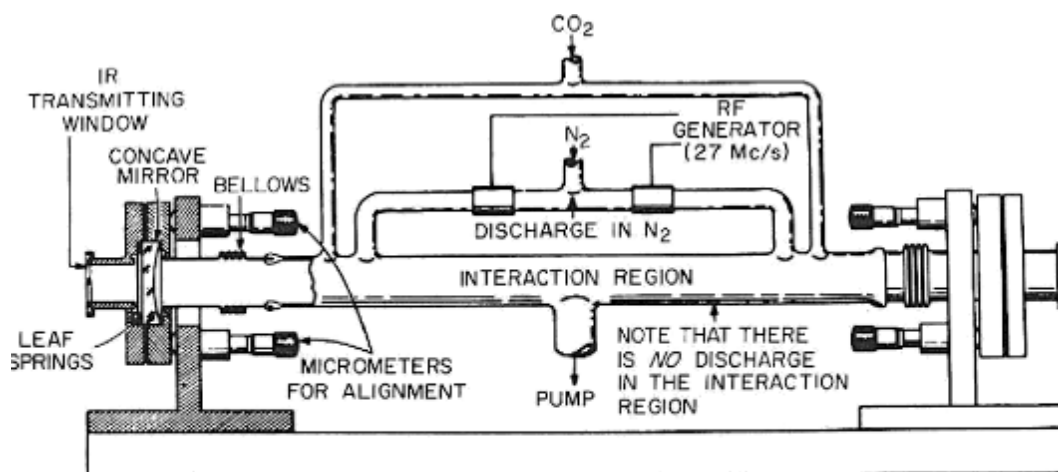 CO2
IR
TRANSMITTING
WINDOW
CONCAVE
MIRROR
BELLOWS
N2
RF
GENERATOR
(27 Mc/s)
DISCHARGE IN N2
INTERACTION REGION
LEAF
SPRINGS
MICROMETERS
FOR ALIGNMENT
PUMP
NOTE THAT THERE
IS NO DISCHARGE
IN THE INTERACTION
REGION